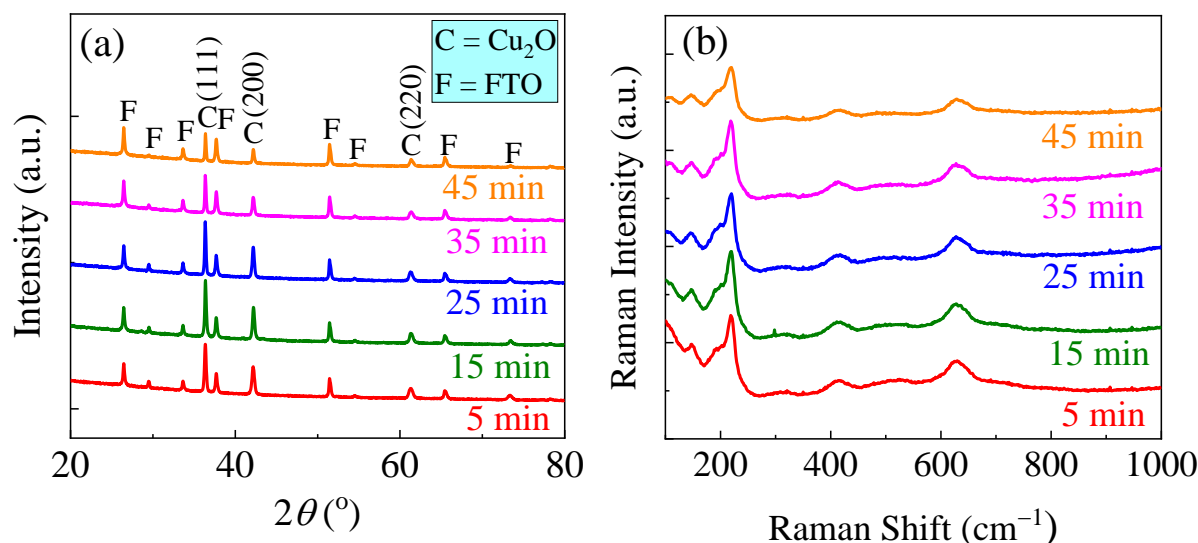 (a)
C = Cu₂O
F = FTO
F
F
F
C (111)
F
C (200)
F
F
C (220)
F
F
45 min
35 min
25 min
15 min
5 min
Intensity (a.u.)
20
40
60
80
2θ (°)
(b)
45 min
35 min
25 min
15 min
5 min
Raman Intensity (a.u.)
200
400
600
800
1000
Raman Shift (cm⁻¹)